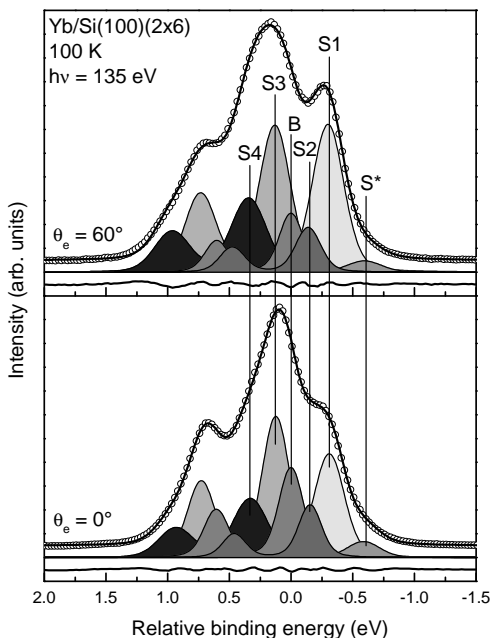 Yb/Si(100)(2x6)
100 K
hν = 135 eV
S1
S3
B
S2
S4
S*
θe = 60°
θe = 0°
Intensity (arb. units)
2.0 1.5 1.0 0.5 0.0 -0.5 -1.0 -1.5
Relative binding energy (eV)